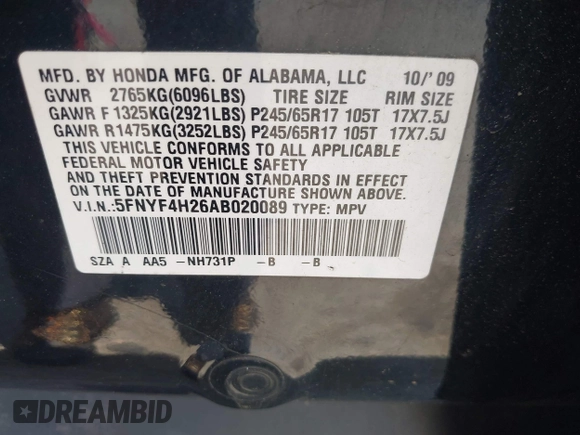 MFD. BY HONDA MFG. OF ALABAMA, LLC 10/'09
GVWR 2765KG(6096LBS) TIRE SIZE RIM SIZE
GAWR F 1325KG(2921LBS) P245/65R17 105T 17X7.5J
GAWR R1475KG(3252LBS) P245/65R17 105T 17X7.5J
THIS VEHICLE CONFORMS TO ALL APPLICABLE
FEDERAL MOTOR VEHICLE SAFETY
AND THEFT PREVENTION STANDARDS IN EFFECT
ON THE DATE OF MANUFACTURE SHOWN ABOVE.
V.I.N.:5FNYF4H26AB020089 TYPE: MPV
SZA A AA5 -NH731P -B -B
DREAMBID